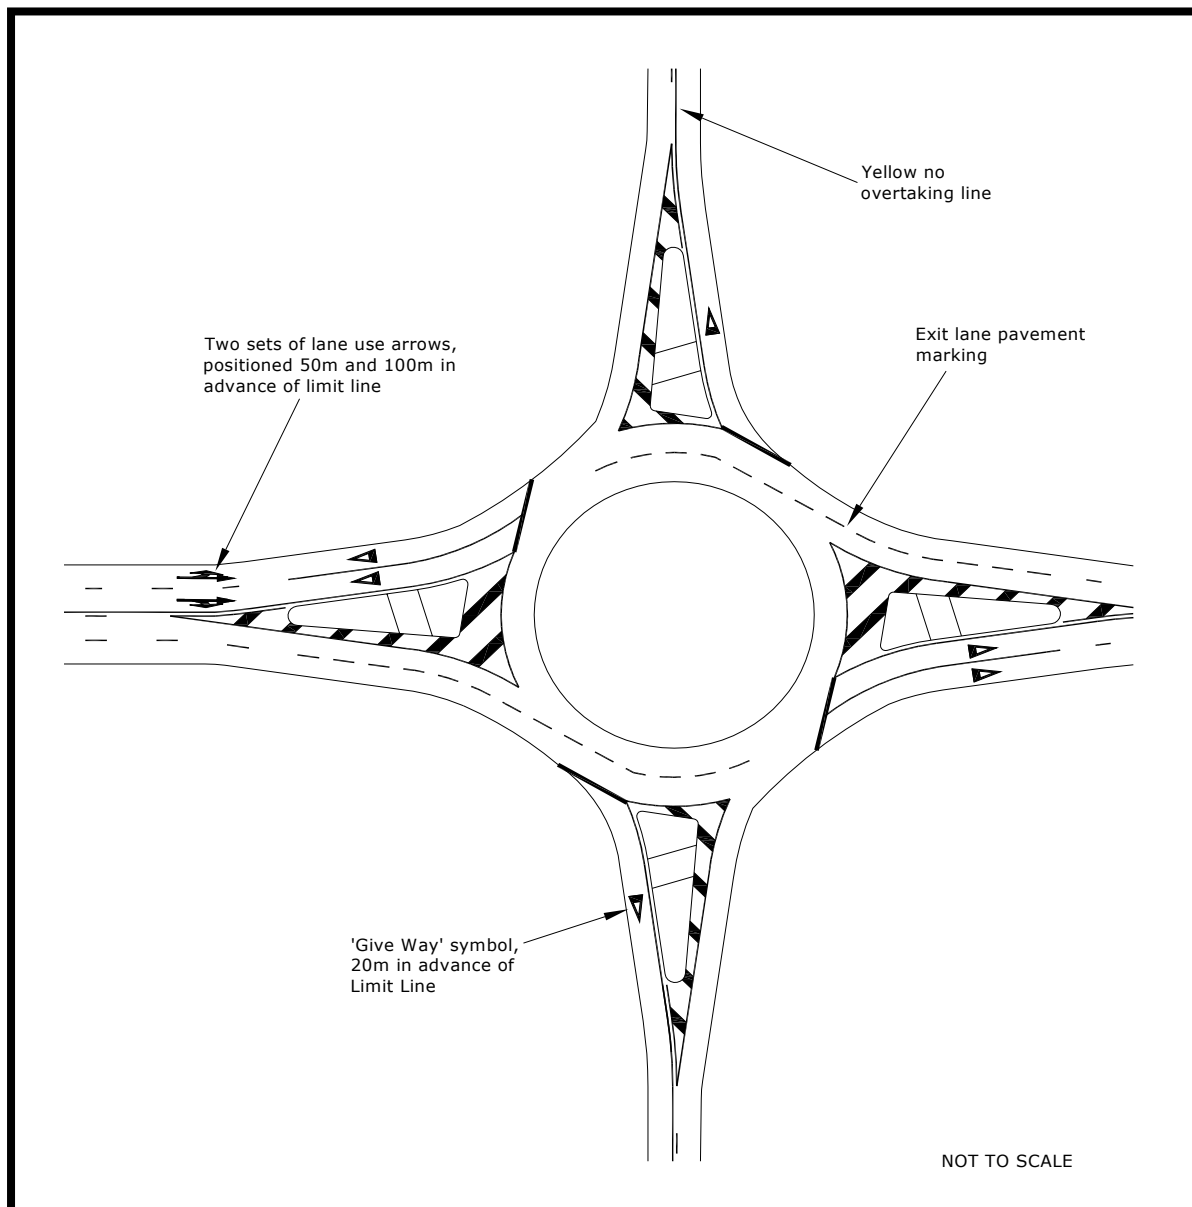 Yellow no
overtaking line
Two sets of lane use arrows,
positioned 50m and 100m in
advance of limit line
Exit lane pavement
marking
'Give Way' symbol,
20m in advance of
Limit Line
NOT TO SCALE